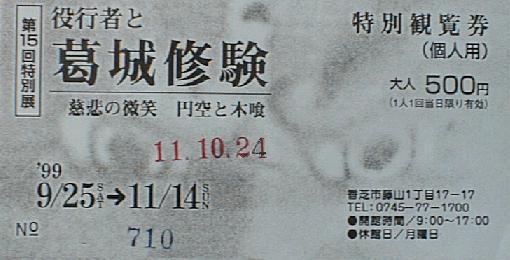 第15回特別展
役行者と
葛城修験
慈悲の微笑 円空と木喰
11.10.24
'99
9/25SAT→11/14SUN
Nº 710
特別観覧券
(個人用)
大人 500円
(1人1回当日限り有効)
香芝市藤山1丁目17-17
TEL:0745-77-1700
●開館時間/9:00~17:00
●休館日/月曜日